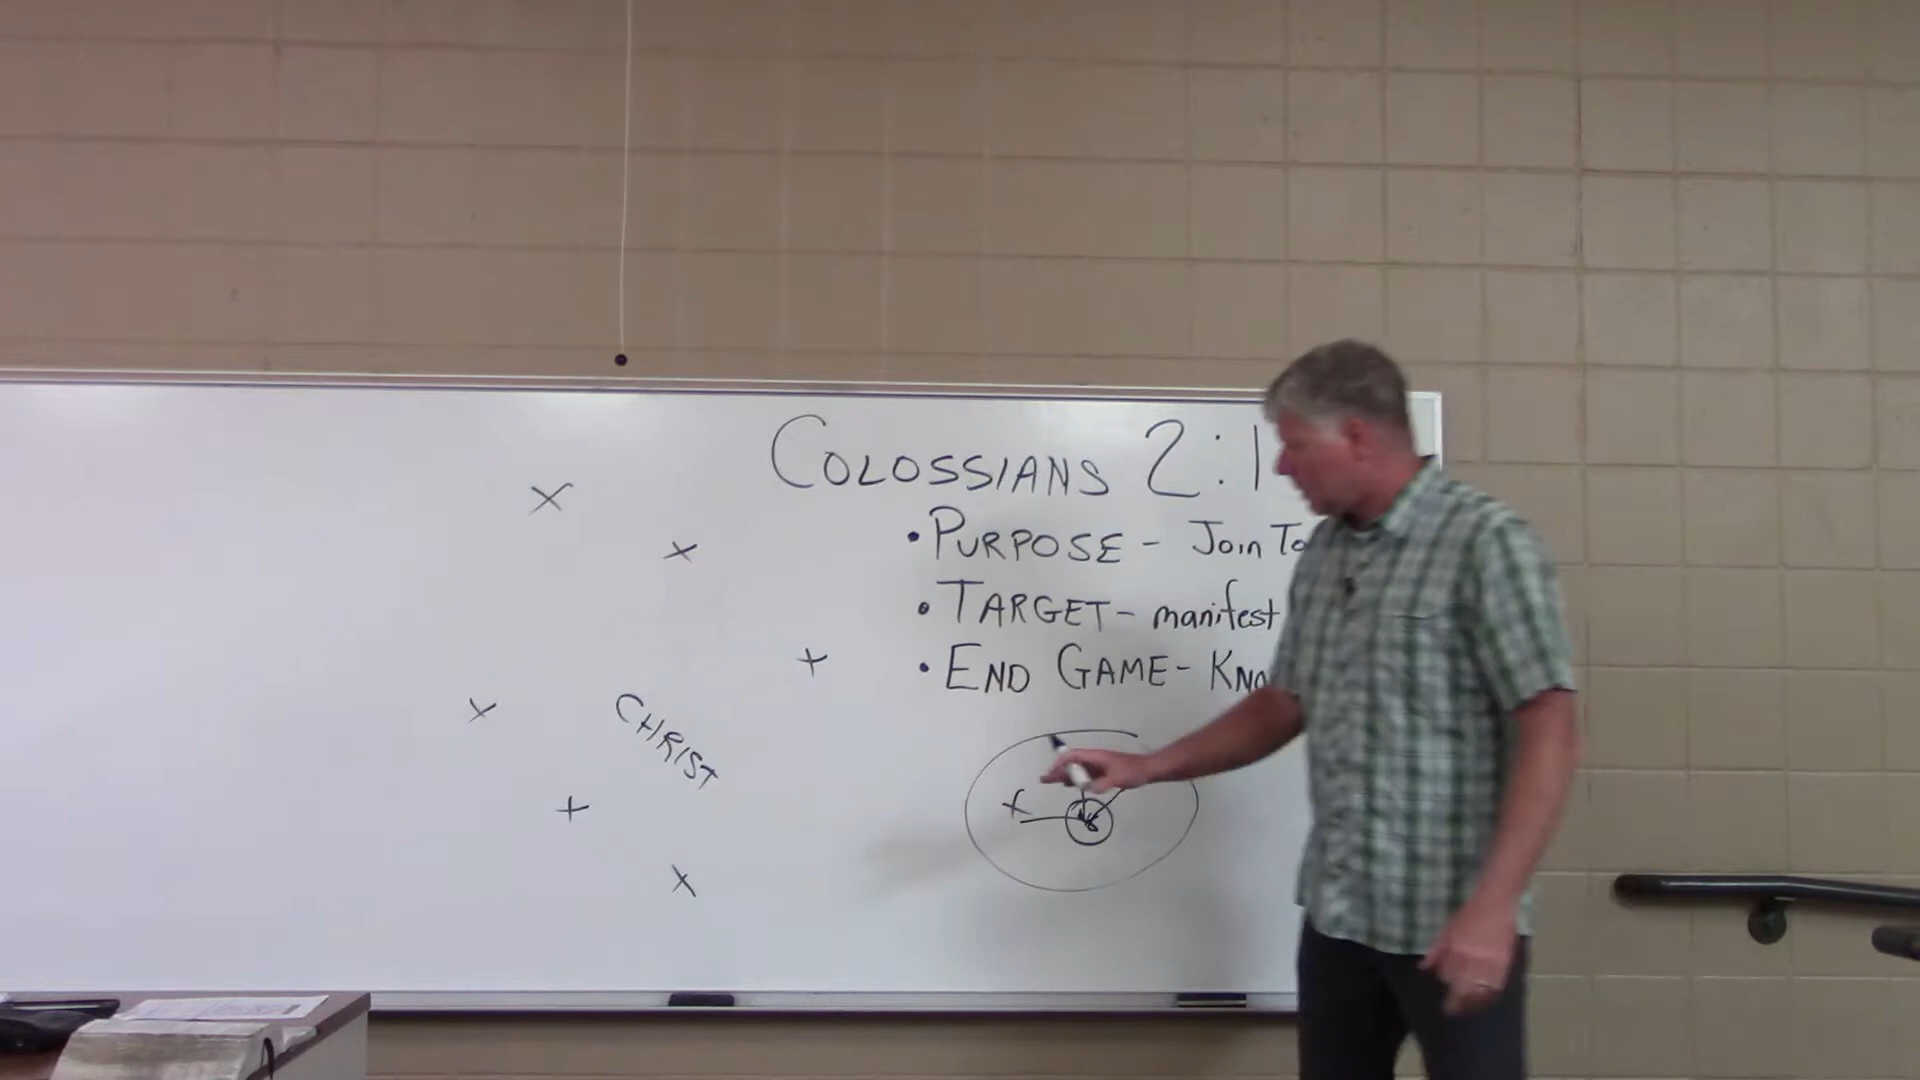 COLOSSIANS 2:1
• PURPOSE - Join To
• TARGET - manifest
• END GAME - KNO
CHRIST